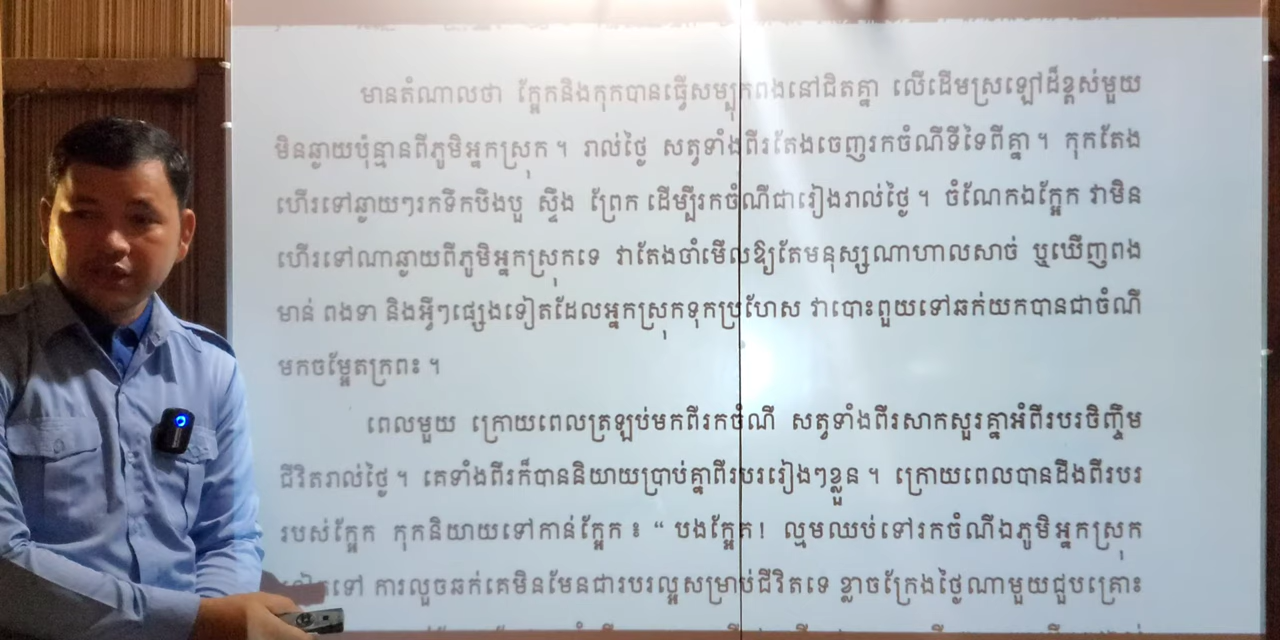 មានតំណាលថា ក្អែកនិងកុកបានធ្វើសម្បុកពងនៅជិតគ្នា លើដើមស្រឡៅដ៏ខ្ពស់មួយ
មិនឆ្ងាយប៉ុន្មានពីភូមិអ្នកស្រុក។ រាល់ថ្ងៃ សត្វទាំងពីរតែងចេញរកចំណីទីទៃពីគ្នា។ កុកតែង
ហើរទៅឆ្ងាយៗរកទឹកបឹងបួ ស្ទឹង ព្រែក ដើម្បីរកចំណីជារៀងរាល់ថ្ងៃ។ ចំណែកឯក្អែក វាមិន
ហើរទៅណាឆ្ងាយពីភូមិអ្នកស្រុកទេ វាតែងចាំមើលឱ្យតែមនុស្សណាហាលសាច់ ឬឃើញពង
មាន់ ពងទា និងអ្វីៗផ្សេងទៀតដែលអ្នកស្រុកទុកប្រហែស វាបោះពួយទៅឆក់យកបានជាចំណី
មកចម្អែតក្រពះ។
ពេលមួយ ក្រោយពេលត្រឡប់មកពីរកចំណី សត្វទាំងពីរសាកសួរគ្នាអំពីរបរចិញ្ចឹម
ជីវិតរាល់ថ្ងៃ។ គេទាំងពីរក៏បាននិយាយប្រាប់គ្នាពីរបររៀងៗខ្លួន។ ក្រោយពេលបានដឹងពីរបរ
របស់ក្អែក កុកនិយាយទៅកាន់ក្អែក៖ “ បងក្អែក! ល្មមឈប់ទៅរកចំណីឯភូមិអ្នកស្រុក
ទៀតទៅ ការលួចឆក់គេមិនមែនជារបរល្អសម្រាប់ជីវិតទេ ខ្លាចក្រែងថ្ងៃណាមួយជួបគ្រោះ